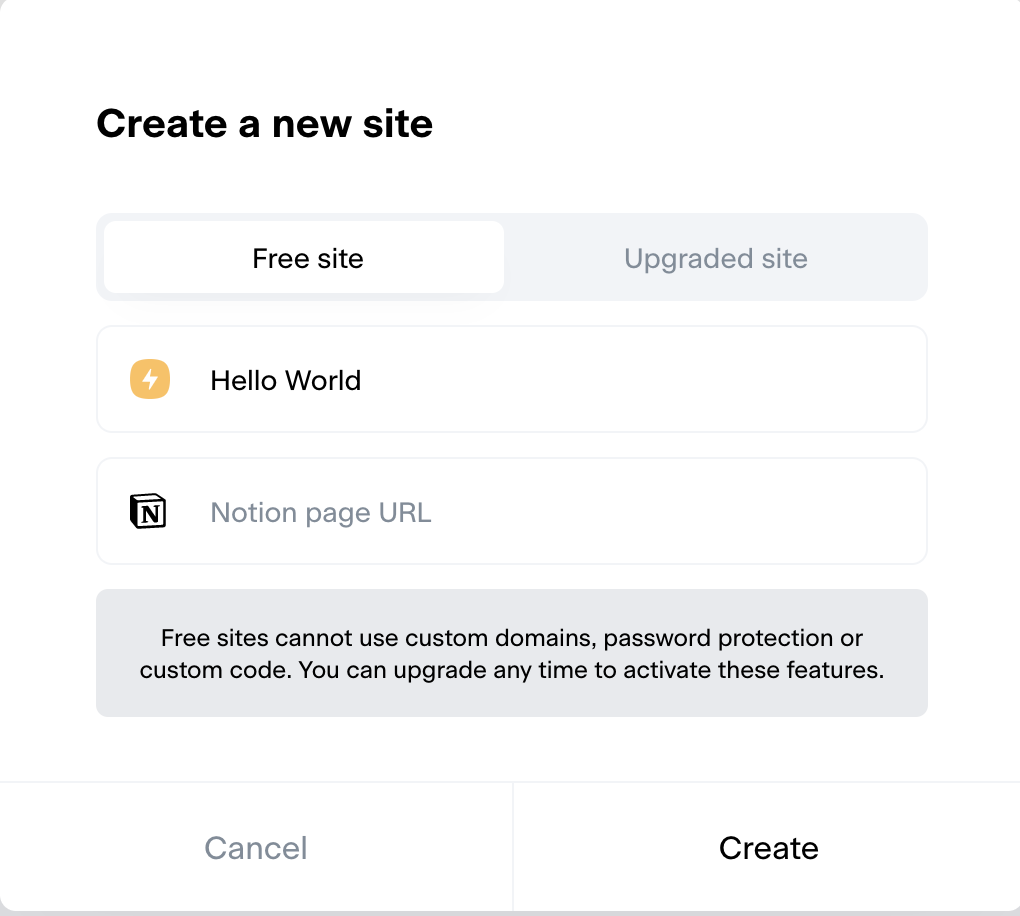 Create a new site
Free site
Upgraded site
Hello World
N
Notion page URL
Free sites cannot use custom domains, password protection or
custom code. You can upgrade any time to activate these features.
Cancel
Create